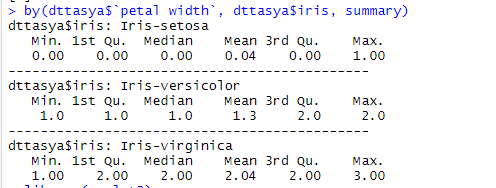 > by(dttasya$`petal width`, dttasya$iris, summary)
dttasya$iris: Iris-setosa
   Min. 1st Qu.  Median    Mean 3rd Qu.    Max.
   0.00    0.00    0.00    0.04    0.00    1.00
------------------------------------------------
dttasya$iris: Iris-versicolor
   Min. 1st Qu.  Median    Mean 3rd Qu.    Max.
    1.0     1.0     1.0     1.3     2.0     2.0
------------------------------------------------
dttasya$iris: Iris-virginica
   Min. 1st Qu.  Median    Mean 3rd Qu.    Max.
   1.00    2.00    2.00    2.04    2.00    3.00